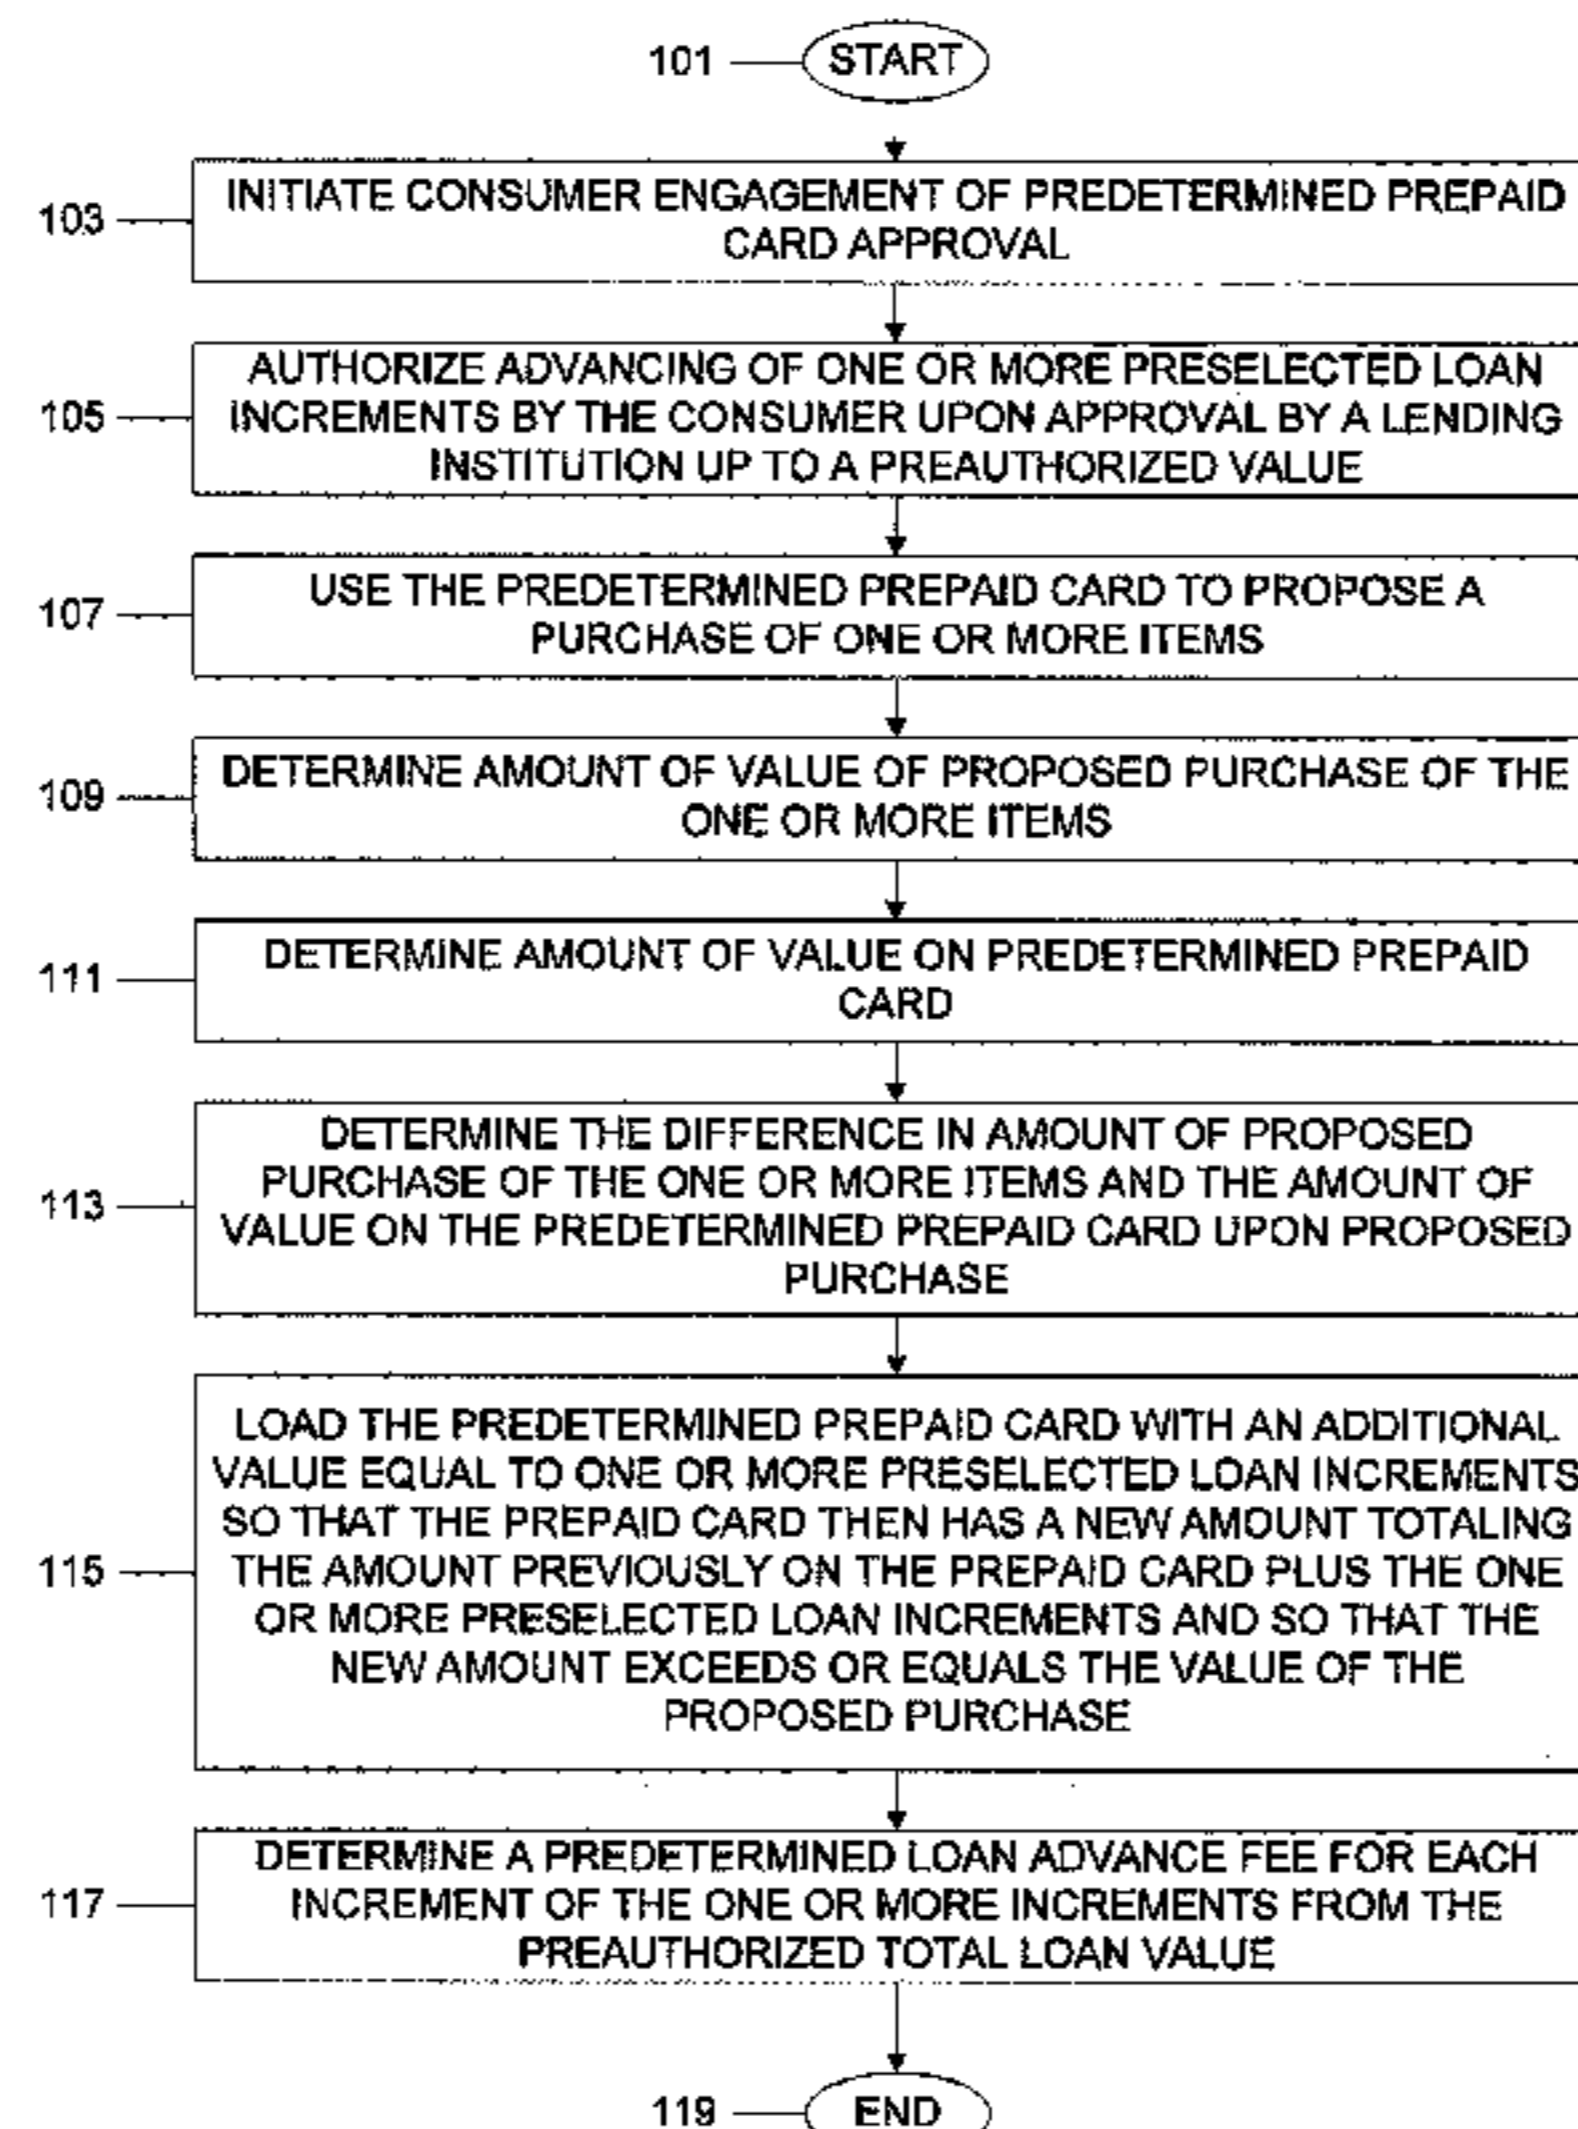 101
START
103
INITIATE CONSUMER ENGAGEMENT OF PREDETERMINED PREPAID
CARD APPROVAL
105
AUTHORIZE ADVANCING OF ONE OR MORE PRESELECTED LOAN
INCREMENTS BY THE CONSUMER UPON APPROVAL BY A LENDING
INSTITUTION UP TO A PREAUTHORIZED VALUE
107
USE THE PREDETERMINED PREPAID CARD TO PROPOSE A
PURCHASE OF ONE OR MORE ITEMS
109
DETERMINE AMOUNT OF VALUE OF PROPOSED PURCHASE OF THE
ONE OR MORE ITEMS
111
DETERMINE AMOUNT OF VALUE ON PREDETERMINED PREPAID
CARD
113
DETERMINE THE DIFFERENCE IN AMOUNT OF PROPOSED
PURCHASE OF THE ONE OR MORE ITEMS AND THE AMOUNT OF
VALUE ON THE PREDETERMINED PREPAID CARD UPON PROPOSED
PURCHASE
115
LOAD THE PREDETERMINED PREPAID CARD WITH AN ADDITIONAL
VALUE EQUAL TO ONE OR MORE PRESELECTED LOAN INCREMENTS
SO THAT THE PREPAID CARD THEN HAS A NEW AMOUNT TOTALING
THE AMOUNT PREVIOUSLY ON THE PREPAID CARD PLUS THE ONE
OR MORE PRESELECTED LOAN INCREMENTS AND SO THAT THE
NEW AMOUNT EXCEEDS OR EQUALS THE VALUE OF THE
PROPOSED PURCHASE
117
DETERMINE A PREDETERMINED LOAN ADVANCE FEE FOR EACH
INCREMENT OF THE ONE OR MORE INCREMENTS FROM THE
PREAUTHORIZED TOTAL LOAN VALUE
119
END